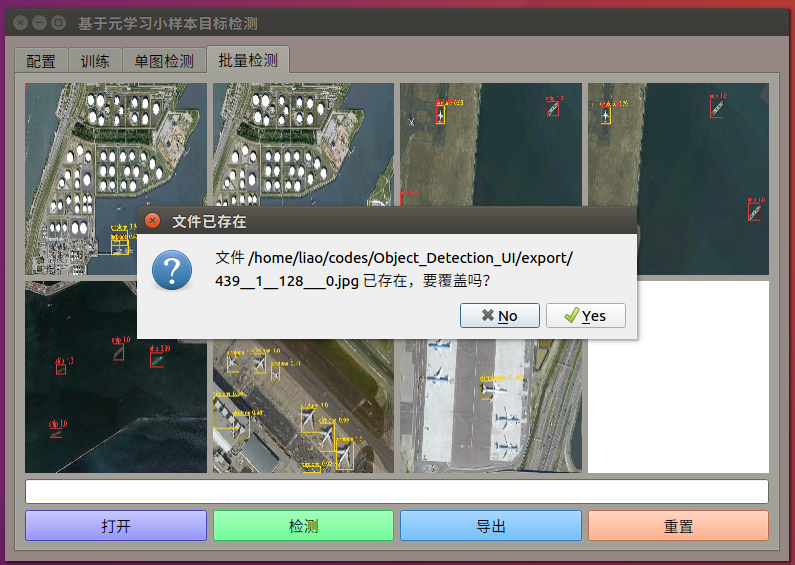 基于元学习小样本目标检测
配置 训练 单图检测 批量检测
文件已存在
文件 /home/liao/codes/Object_Detection_UI/export/
439__1__128___0.jpg 已存在，要覆盖吗?
No Yes
打开 检测 导出 重置